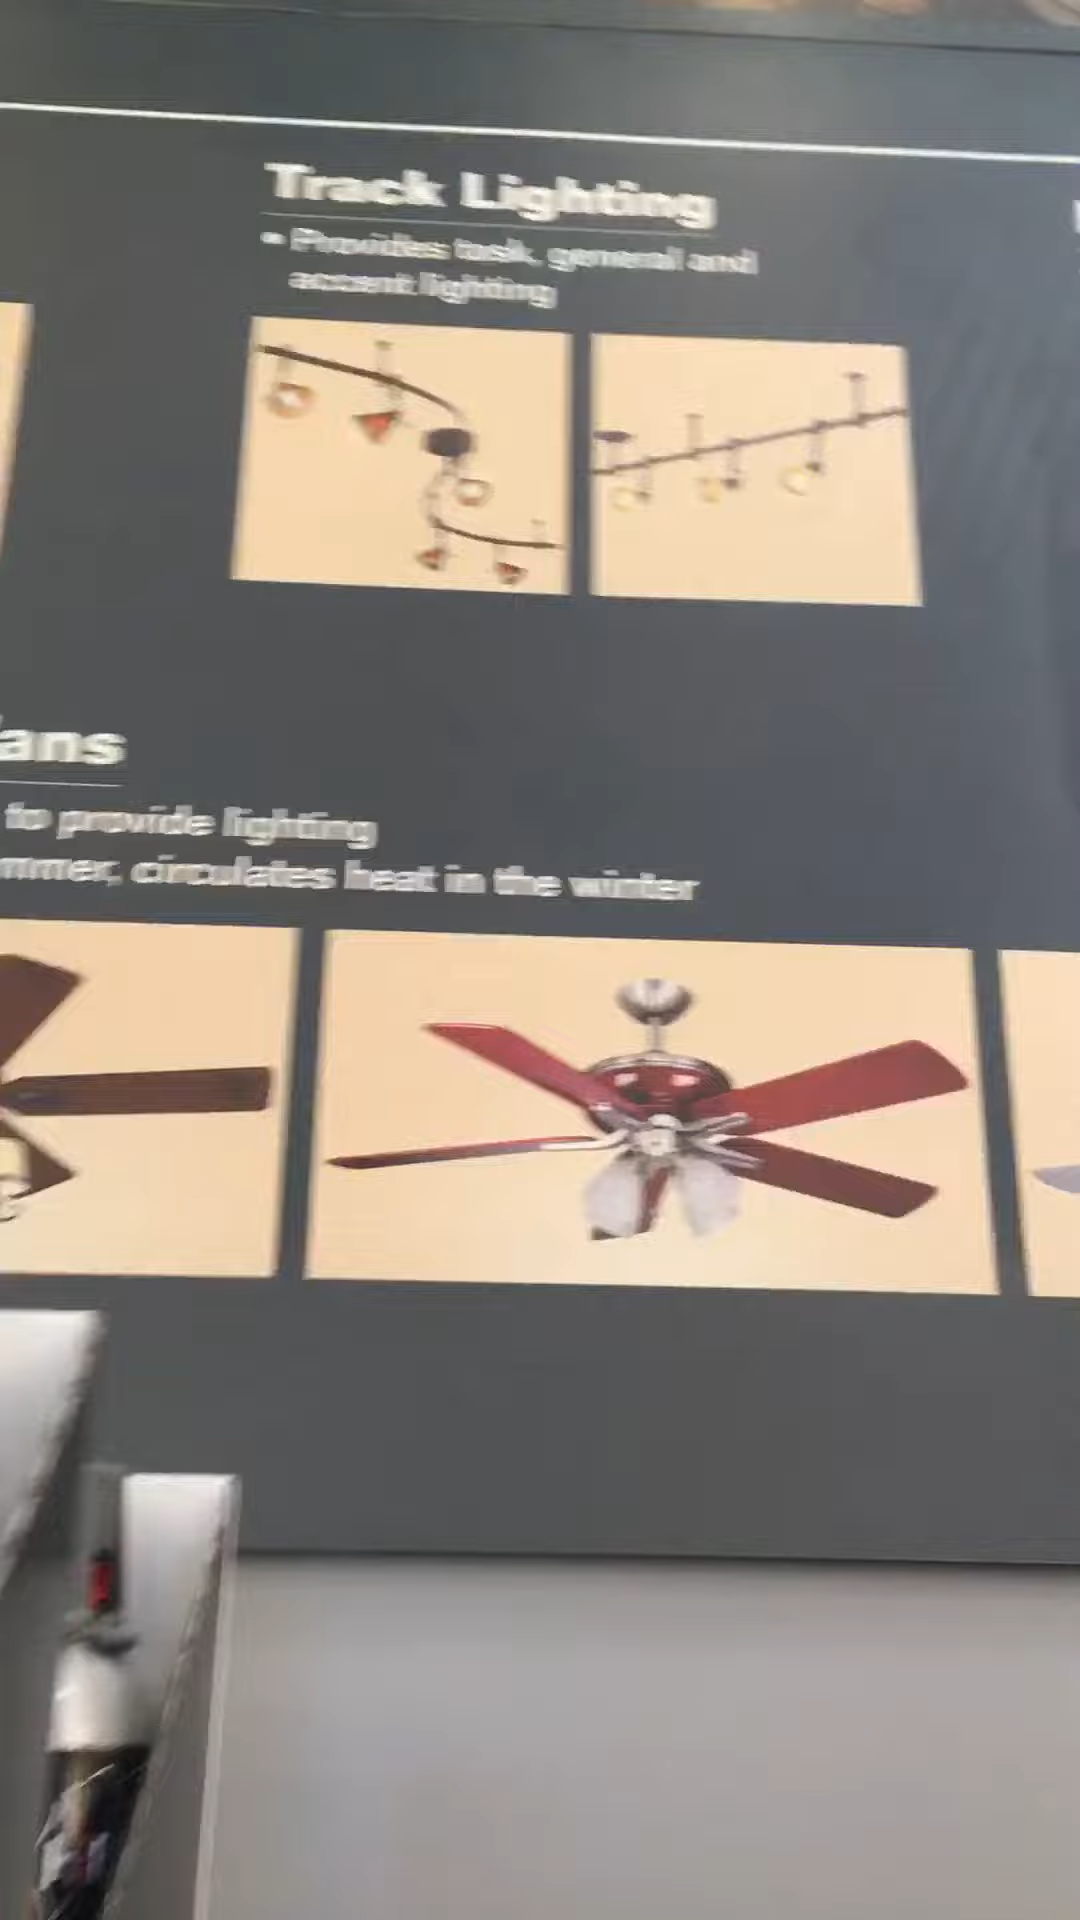 Track Lighting
- Provides task, general and
accent lighting
ans
to provide lighting
mmer, circulates heat in the winter